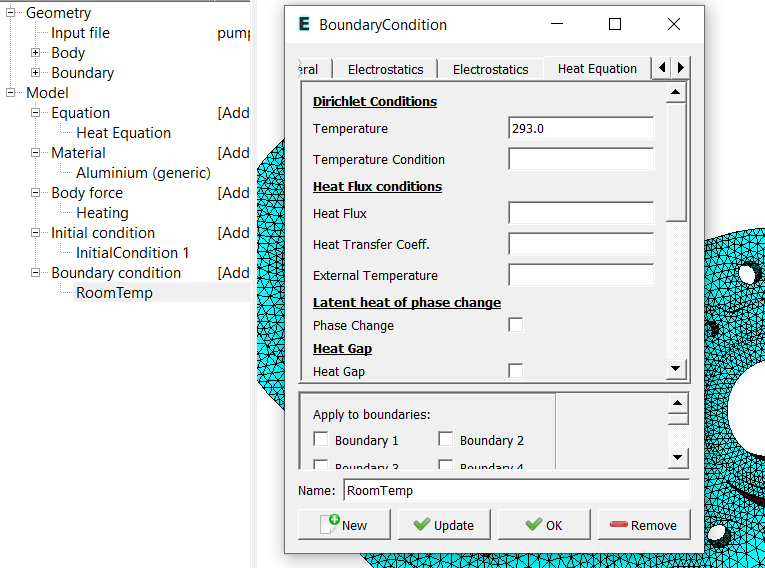 Geometry
Input file pump
Body
Boundary
Model
Equation [Add
Heat Equation
Material [Add
Aluminium (generic)
Body force [Add
Heating
Initial condition [Add
InitialCondition 1
Boundary condition [Add
RoomTemp
E BoundaryCondition
eral Electrostatics Electrostatics Heat Equation
Dirichlet Conditions
Temperature 293.0
Temperature Condition
Heat Flux conditions
Heat Flux
Heat Transfer Coeff.
External Temperature
Latent heat of phase change
Phase Change
Heat Gap
Heat Gap
Apply to boundaries:
Boundary 1 Boundary 2
Boundary 3 Boundary 4
Name: RoomTemp
New Update OK Remove